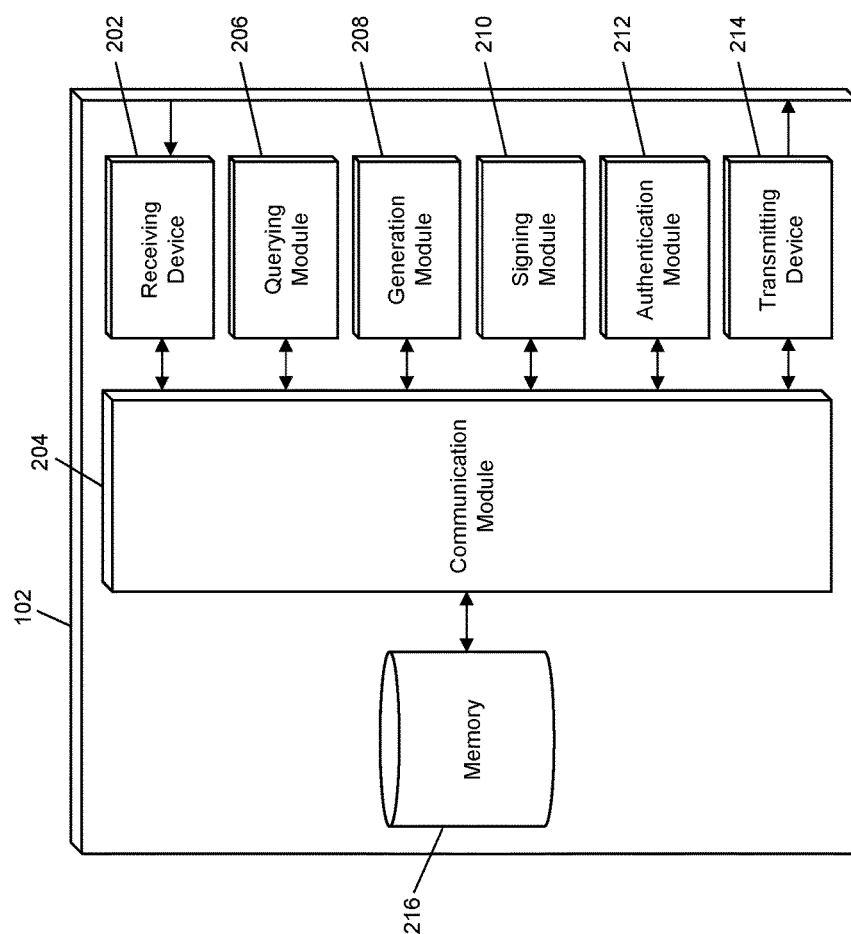 102
204
202
Receiving
Device
206
Querying
Module
208
Generation
Module
210
Signing
Module
212
Authentication
Module
214
Transmitting
Device
Communication
Module
Memory
216